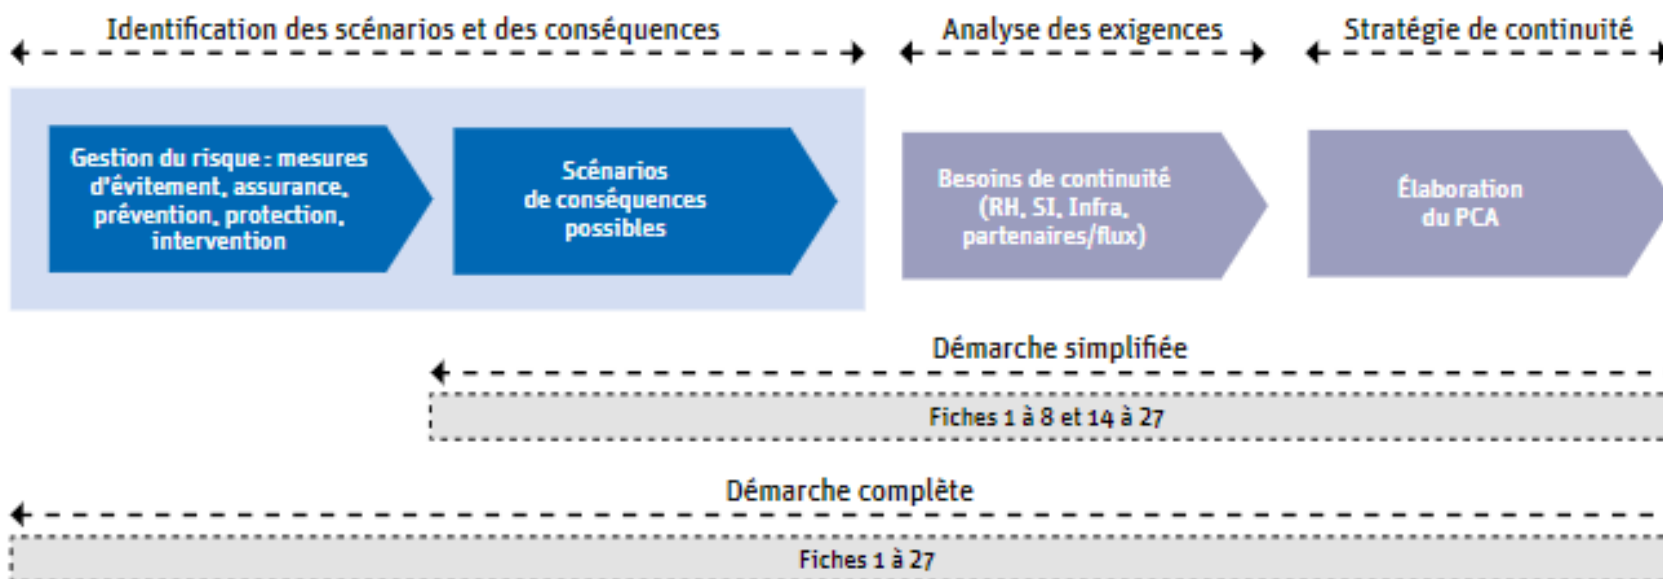 Identification des scénarios et des conséquences
Analyse des exigences
Stratégie de continuité
Gestion du risque : mesures
d'évitement, assurance,
prévention, protection,
intervention
Scénarios
de conséquences
possibles
Besoins de continuité
(RH, SI, Infra,
partenaires/flux)
Élaboration
du PCA
Démarche simplifiée
Fiches 1 à 8 et 14 à 27
Démarche complète
Fiches 1 à 27